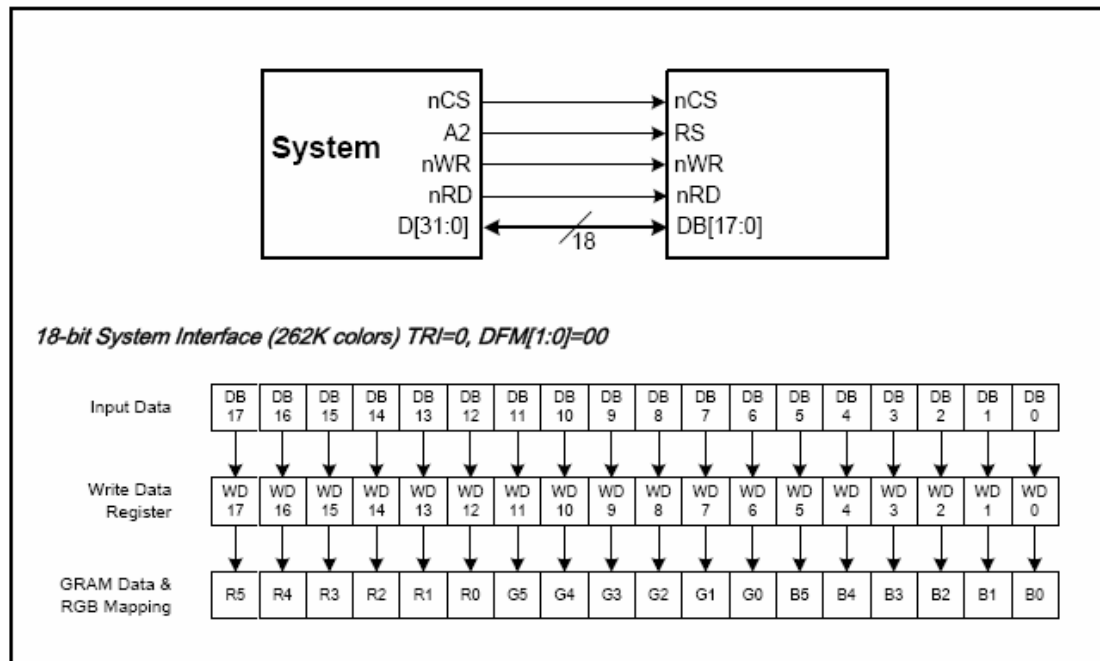 nCS nCS
System A2 RS
nWR nWR
nRD nRD
D[31:0] DB[17:0]
18
18-bit System Interface (262K colors) TRI=0, DFM[1:0]=00
Input Data DB 17 DB 16 DB 15 DB 14 DB 13 DB 12 DB 11 DB 10 DB 9 DB 8 DB 7 DB 6 DB 5 DB 4 DB 3 DB 2 DB 1 DB 0
Write Data Register WD 17 WD 16 WD 15 WD 14 WD 13 WD 12 WD 11 WD 10 WD 9 WD 8 WD 7 WD 6 WD 5 WD 4 WD 3 WD 2 WD 1 WD 0
GRAM Data & RGB Mapping R5 R4 R3 R2 R1 R0 G5 G4 G3 G2 G1 G0 B5 B4 B3 B2 B1 B0